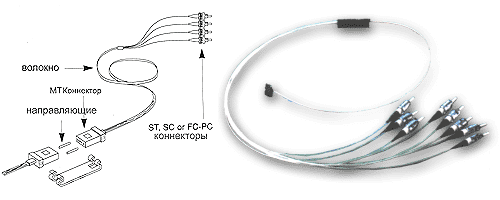 волокно
МТКоннектор
направляющие
ST, SC or FC-PC
коннекторы